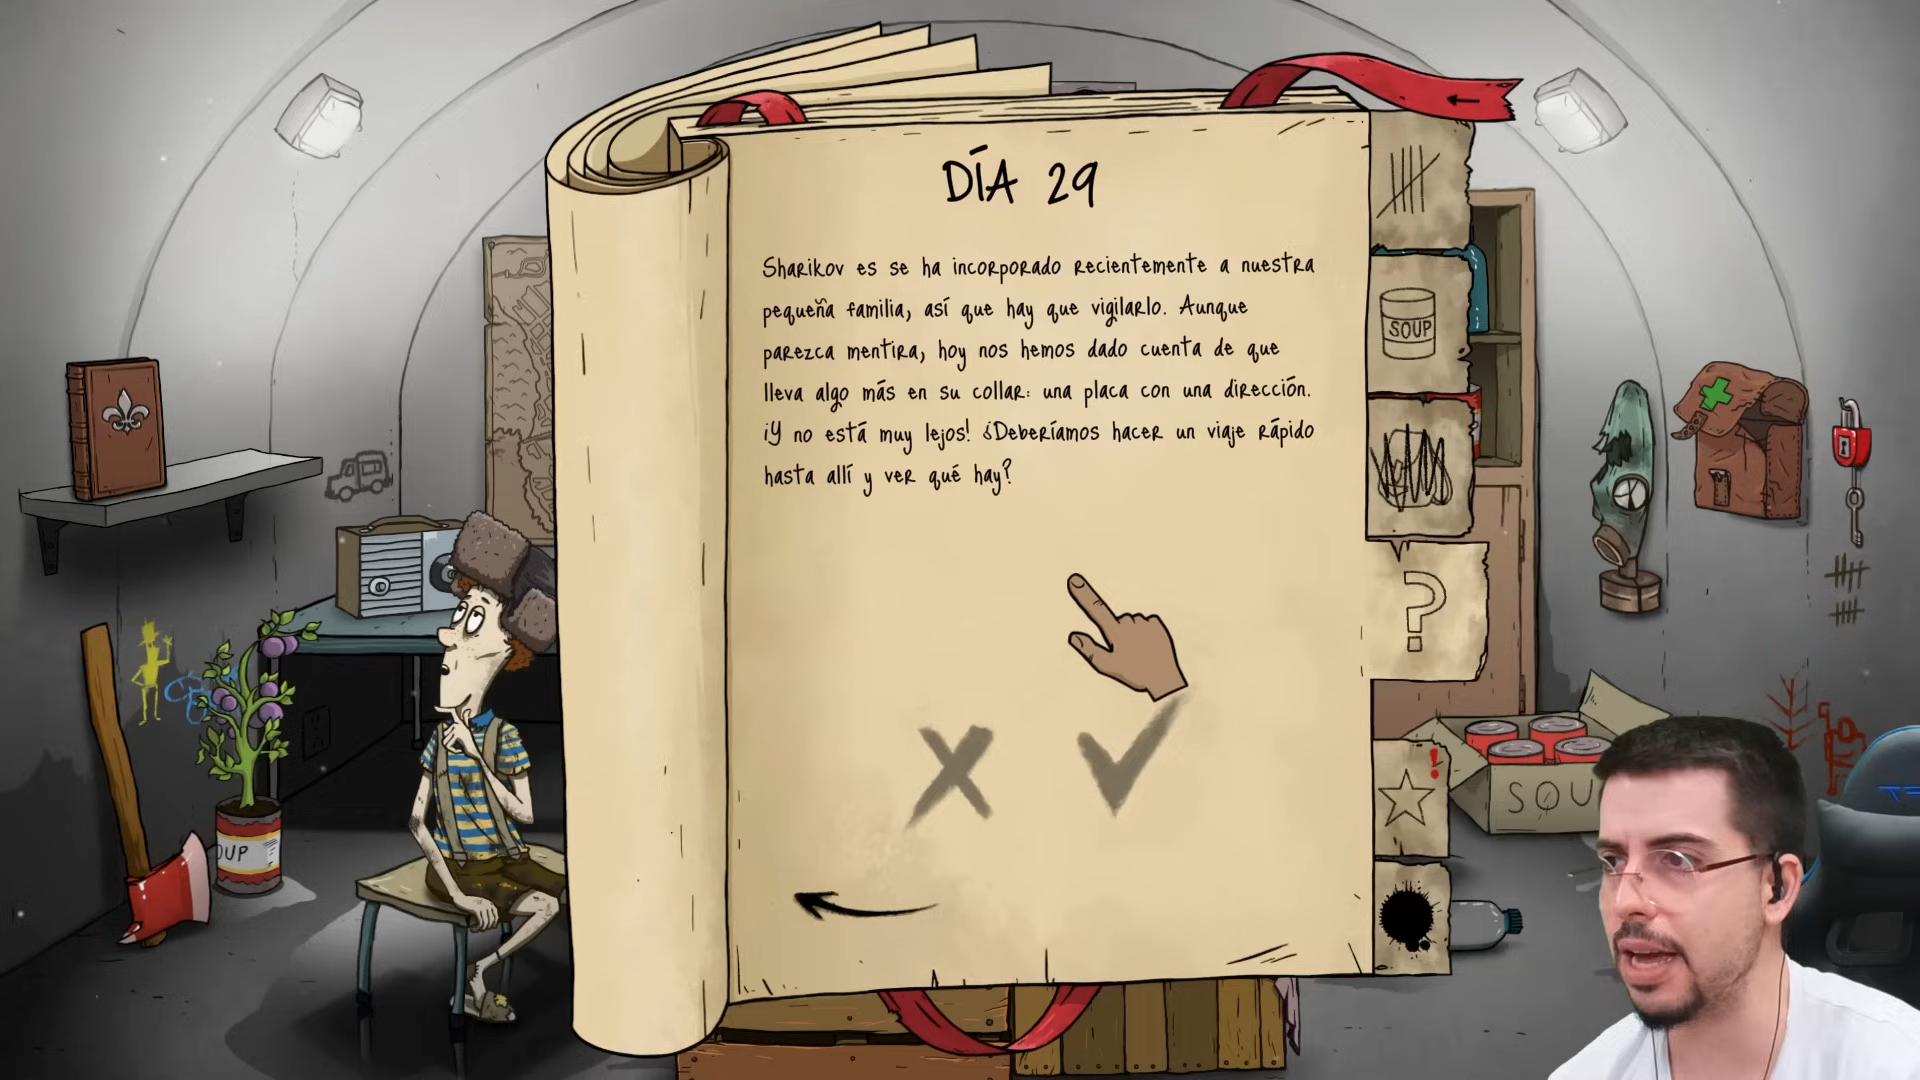 DÍA 29
Sharikov es se ha incorporado recientemente a nuestra
pequeña familia, así que hay que vigilarlo. Aunque
parezca mentira, hoy nos hemos dado cuenta de que
lleva algo más en su collar: una placa con una dirección.
¡Y no está muy lejos! ¿Deberíamos hacer un viaje rápido
hasta allí y ver qué hay?
SOUP
?
!
OUP
SOU